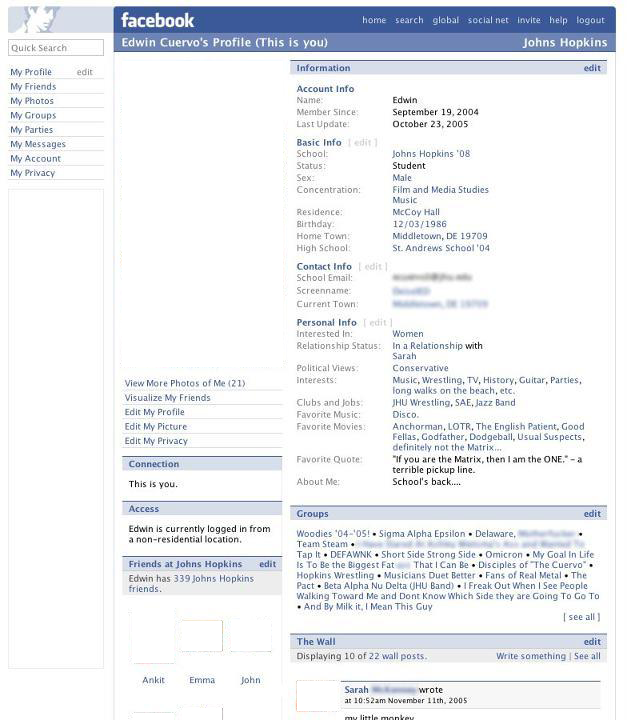 facebook
home search global social net invite help logout
Edwin Cuervo's Profile (This is you)
Johns Hopkins
Quick Search
My Profile edit
My Friends
My Photos
My Groups
My Parties
My Messages
My Account
My Privacy
View More Photos of Me (21)
Visualize My Friends
Edit My Profile
Edit My Picture
Edit My Privacy
Connection
This is you.
Access
Edwin is currently logged in from
a non-residential location.
Friends at Johns Hopkins edit
Edwin has 339 Johns Hopkins
friends.
Ankit Emma John
Information edit
Account Info
Name: Edwin
Member Since: September 19, 2004
Last Update: October 23, 2005
Basic Info [ edit ]
School: Johns Hopkins '08
Status: Student
Sex: Male
Concentration: Film and Media Studies
Music
Residence: McCoy Hall
Birthday: 12/03/1986
Home Town: Middletown, DE 19709
High School: St. Andrews School '04
Contact Info [ edit ]
School Email:
Screenname:
Current Town: Middletown, DE 19709
Personal Info [ edit ]
Interested In: Women
Relationship Status: In a Relationship with
Sarah
Political Views: Conservative
Interests: Music, Wrestling, TV, History, Guitar, Parties,
long walks on the beach, etc.
Clubs and Jobs: JHU Wrestling, SAE, Jazz Band
Favorite Music: Disco.
Favorite Movies: Anchorman, LOTR, The English Patient, Good
Fellas, Godfather, Dodgeball, Usual Suspects,
definitely not the Matrix...
Favorite Quote: "If you are the Matrix, then I am the ONE." - a
terrible pickup line.
About Me: School's back....
Groups edit
Woodies '04-'05! • Sigma Alpha Epsilon • Delaware, •
Team Steam •
Tap It • DEFAWNK • Short Side Strong Side • Omicron • My Goal In Life
Is To Be the Biggest Fat That I Can Be • Disciples of "The Cuervo" •
Hopkins Wrestling • Musicians Duet Better • Fans of Real Metal • The
Pact • Beta Alpha Nu Delta (JHU Band) • I Freak Out When I See People
Walking Toward Me and Dont Know Which Side they are Going To Go To
• And By Milk it, I Mean This Guy
[ see all ]
The Wall edit
Displaying 10 of 22 wall posts. Write something | See all
Sarah wrote
at 10:52am November 11th, 2005
my little monkey